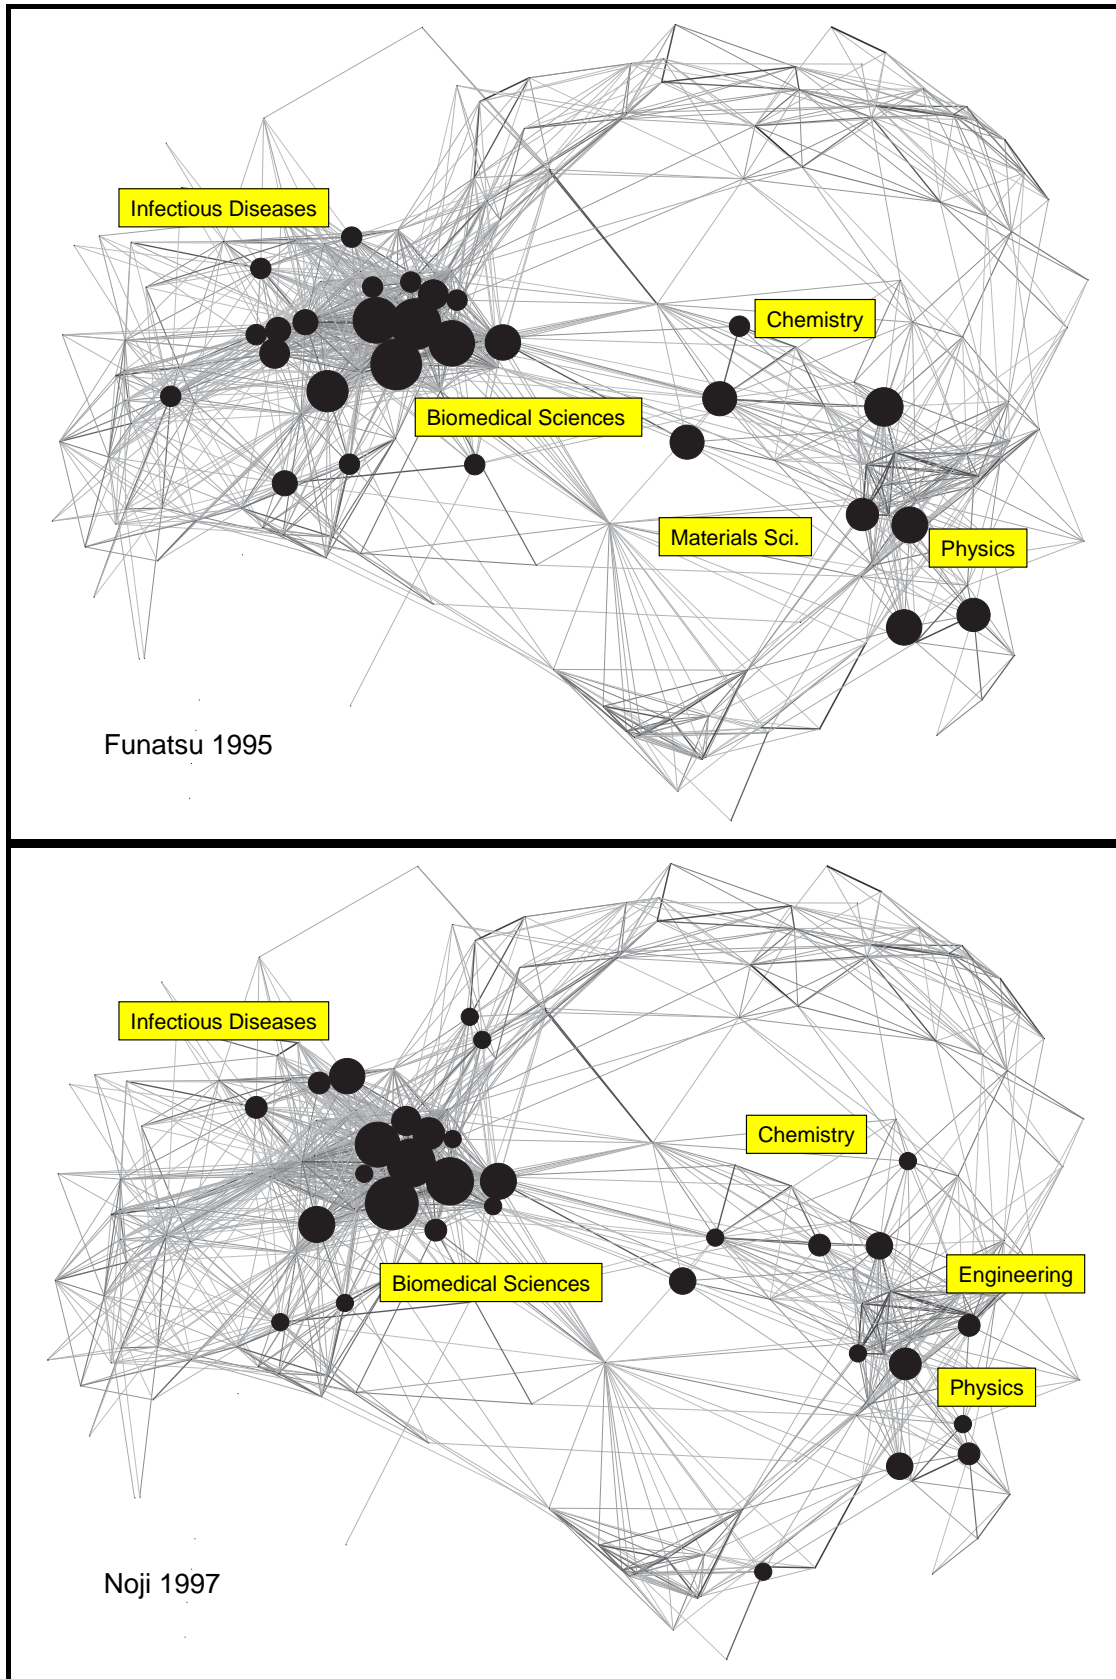 Infectious Diseases
Chemistry
Biomedical Sciences
Materials Sci.
Physics
Funatsu 1995
Infectious Diseases
Chemistry
Engineering
Biomedical Sciences
Physics
Noji 1997